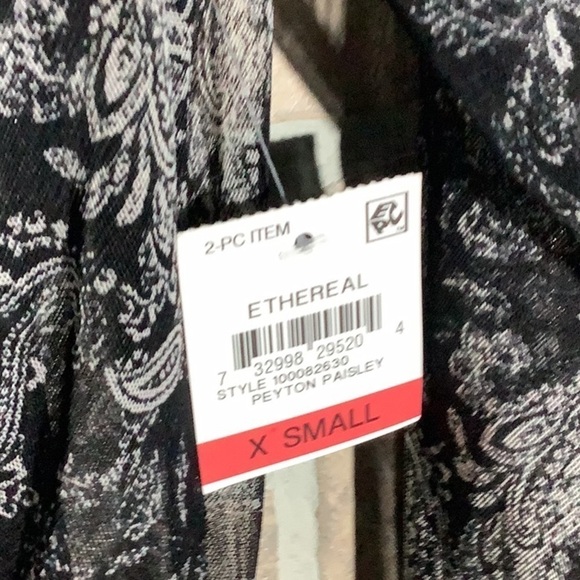 2-PC ITEM
ETHEREAL
7 32998 29520 4
STYLE 100082630
PEYTON PAISLEY
X SMALL